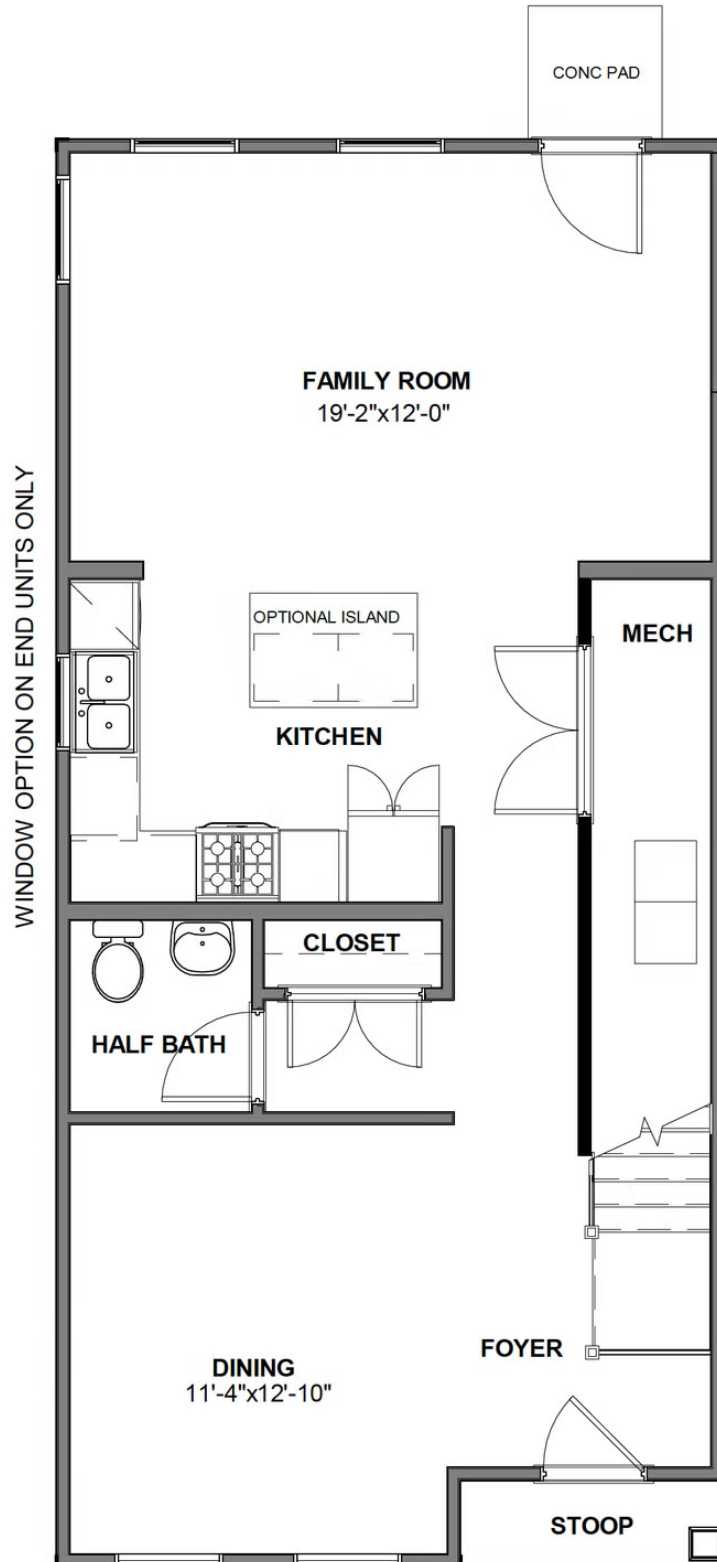 CONC PAD
FAMILY ROOM
19'-2"x12'-0"
WINDOW OPTION ON END UNITS ONLY
OPTIONAL ISLAND
MECH
KITCHEN
CLOSET
HALF BATH
FOYER
DINING
11'-4"x12'-10"
STOOP